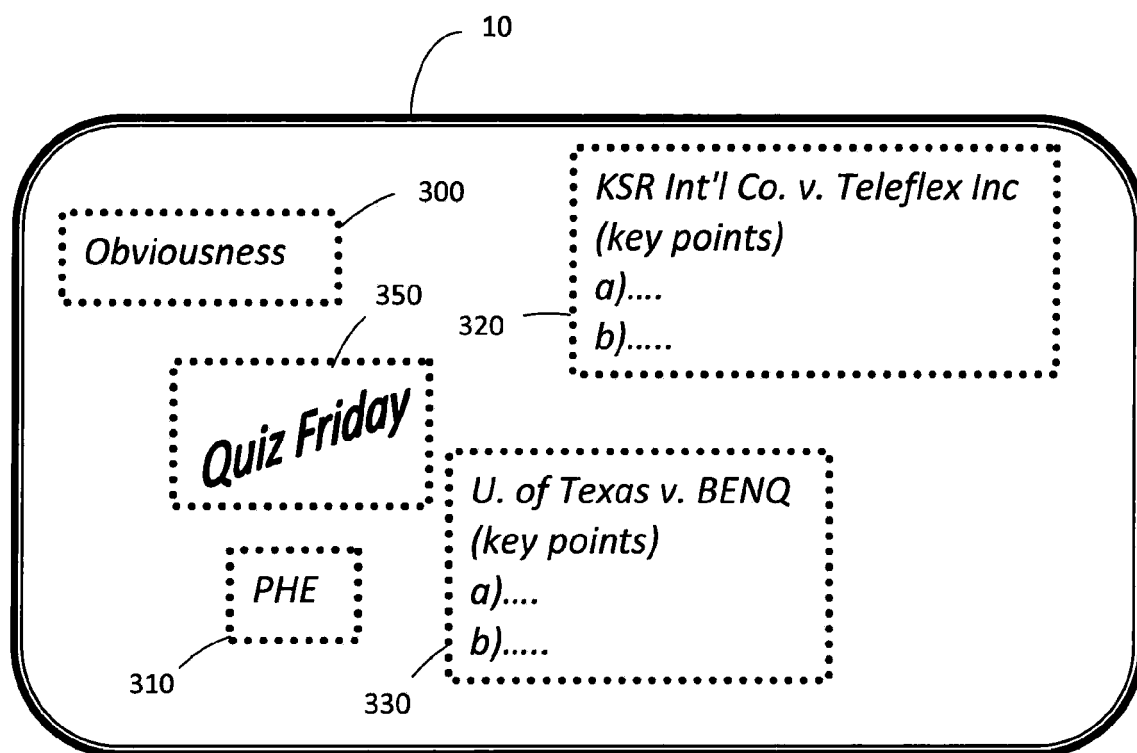 10
300
Obviousness
KSR Int'l Co. v. Teleflex Inc
(key points)
a)....
b).....
320
350
Quiz Friday
PHE
310
U. of Texas v. BENQ
(key points)
a)....
b).....
330